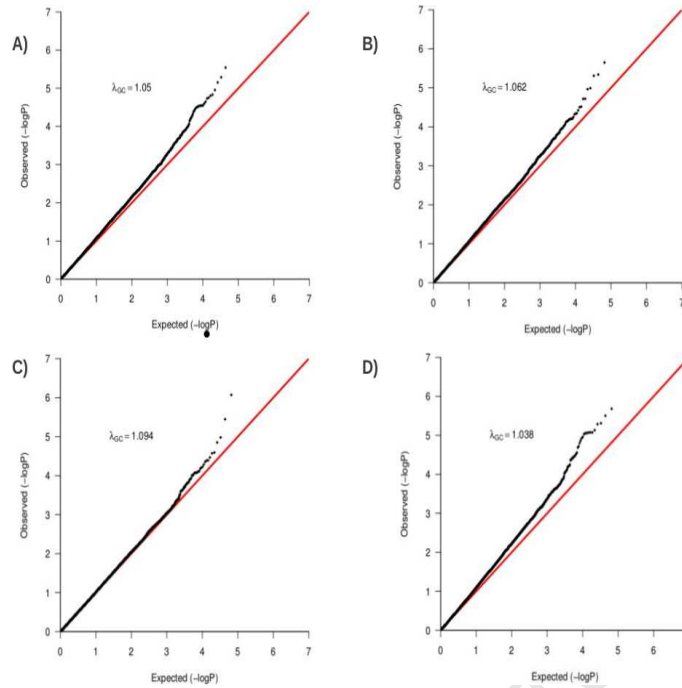 A)
7
6
5
4
3
2
1
0
Observed (−logP)
λGC = 1.05
0 1 2 3 4 5 6 7
Expected (−logP)
B)
7
6
5
4
3
2
1
0
Observed (−logP)
λGC = 1.062
0 1 2 3 4 5 6 7
Expected (−logP)
C)
7
6
5
4
3
2
1
0
Observed (−logP)
λGC = 1.094
0 1 2 3 4 5 6 7
Expected (−logP)
D)
7
6
5
4
3
2
1
0
Observed (−logP)
λGC = 1.038
0 1 2 3 4 5 6
Expected (−logP)